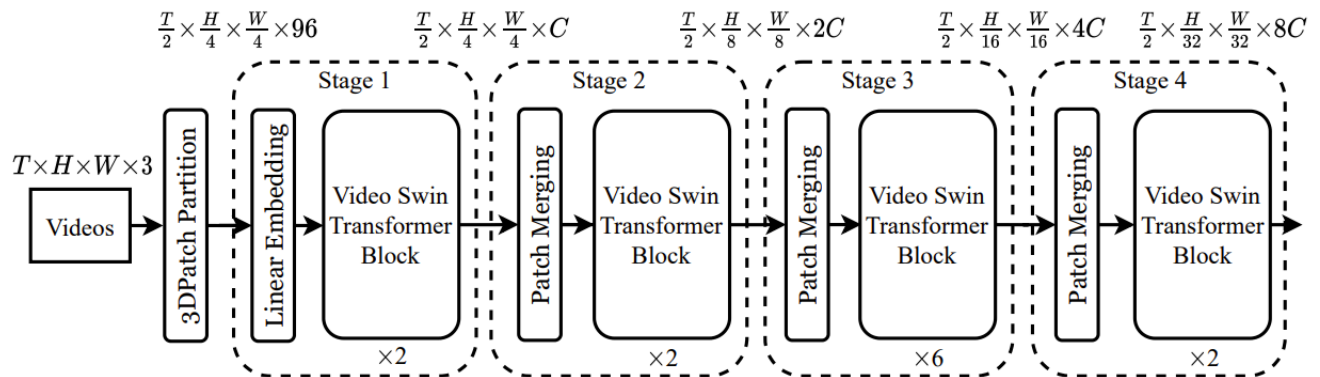 T/2 × H/4 × W/4 × 96
T/2 × H/4 × W/4 × C
T/2 × H/8 × W/8 × 2C
T/2 × H/16 × W/16 × 4C
T/2 × H/32 × W/32 × 8C
T×H×W×3
Videos
3DPatch Partition
Stage 1
Linear Embedding
Video Swin
Transformer
Block
×2
Stage 2
Patch Merging
Video Swin
Transformer
Block
×2
Stage 3
Patch Merging
Video Swin
Transformer
Block
×6
Stage 4
Patch Merging
Video Swin
Transformer
Block
×2